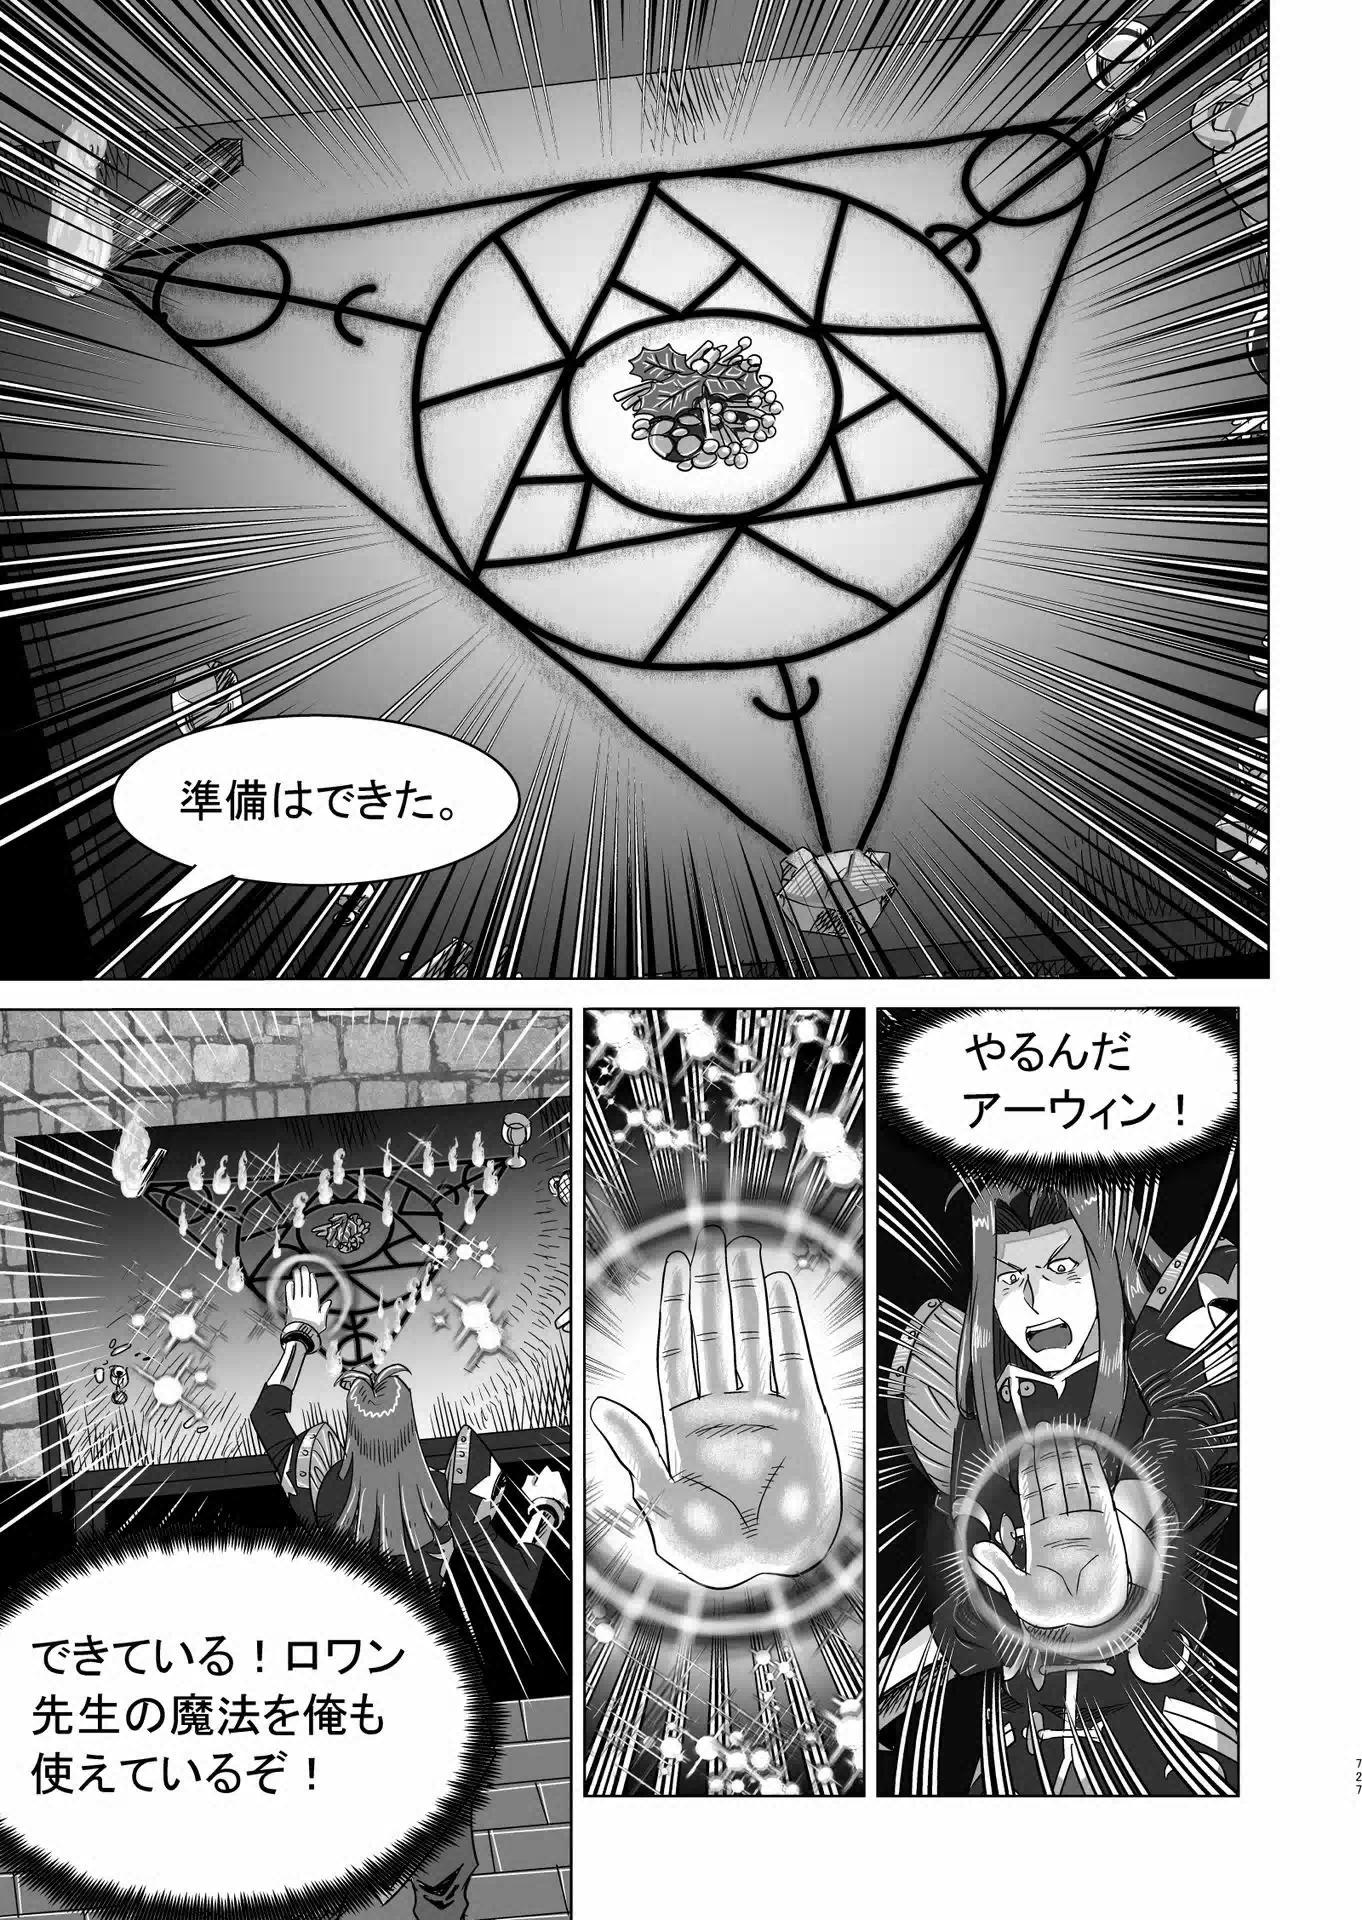 準備はできた。
やるんだ
アーウィン！
できている！ロワン
先生の魔法を俺も
使えているぞ！
727